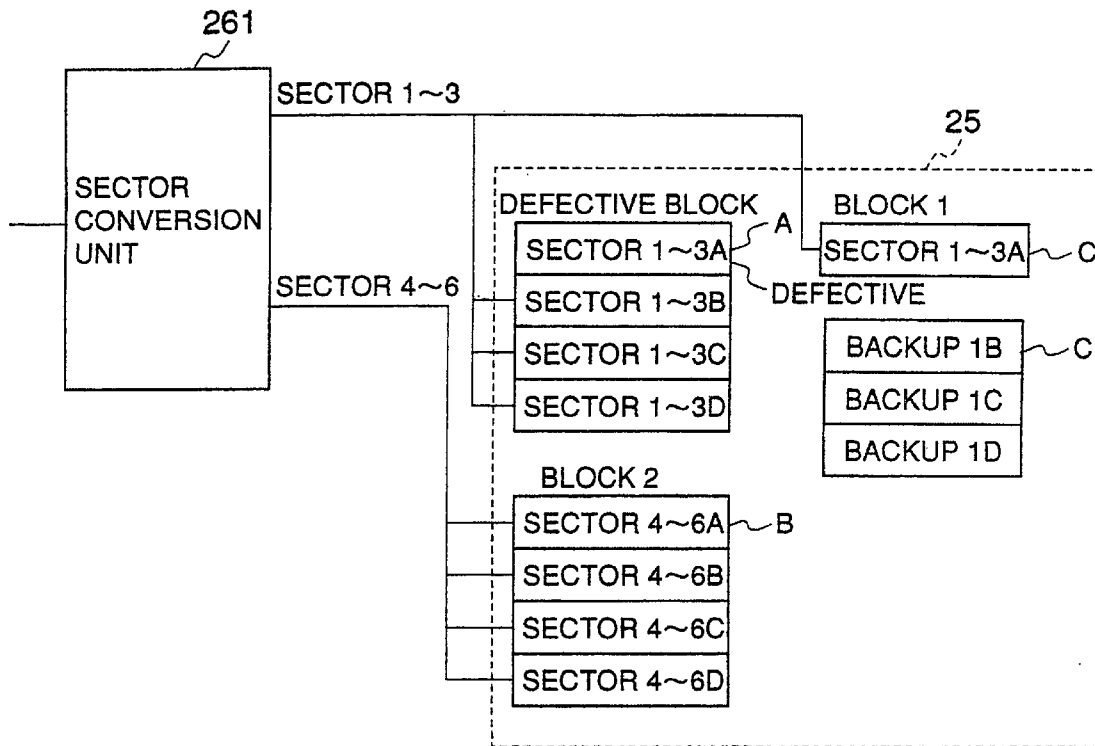 261
SECTOR 1~3
25
SECTOR
CONVERSION
UNIT
DEFECTIVE BLOCK
A
BLOCK 1
SECTOR 1~3A
SECTOR 1~3A
C
DEFECTIVE
SECTOR 4~6
SECTOR 1~3B
SECTOR 1~3C
BACKUP 1B
C
SECTOR 1~3D
BACKUP 1C
BACKUP 1D
BLOCK 2
SECTOR 4~6A
B
SECTOR 4~6B
SECTOR 4~6C
SECTOR 4~6D